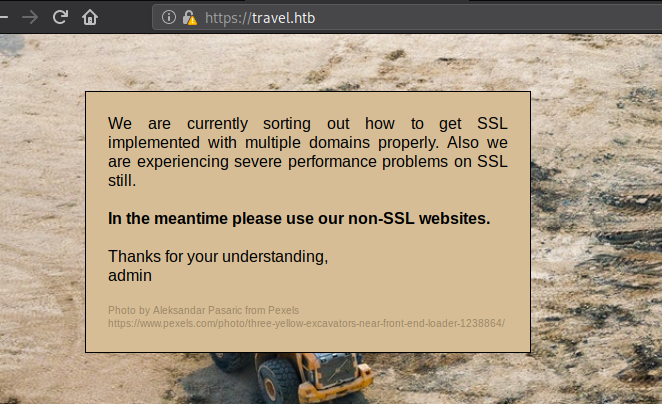 https://travel.htb
We are currently sorting out how to get SSL
implemented with multiple domains properly. Also we
are experiencing severe performance problems on SSL
still.
In the meantime please use our non-SSL websites.
Thanks for your understanding,
admin
Photo by Aleksandar Pasaric from Pexels
https://www.pexels.com/photo/three-yellow-excavators-near-front-end-loader-1238864/